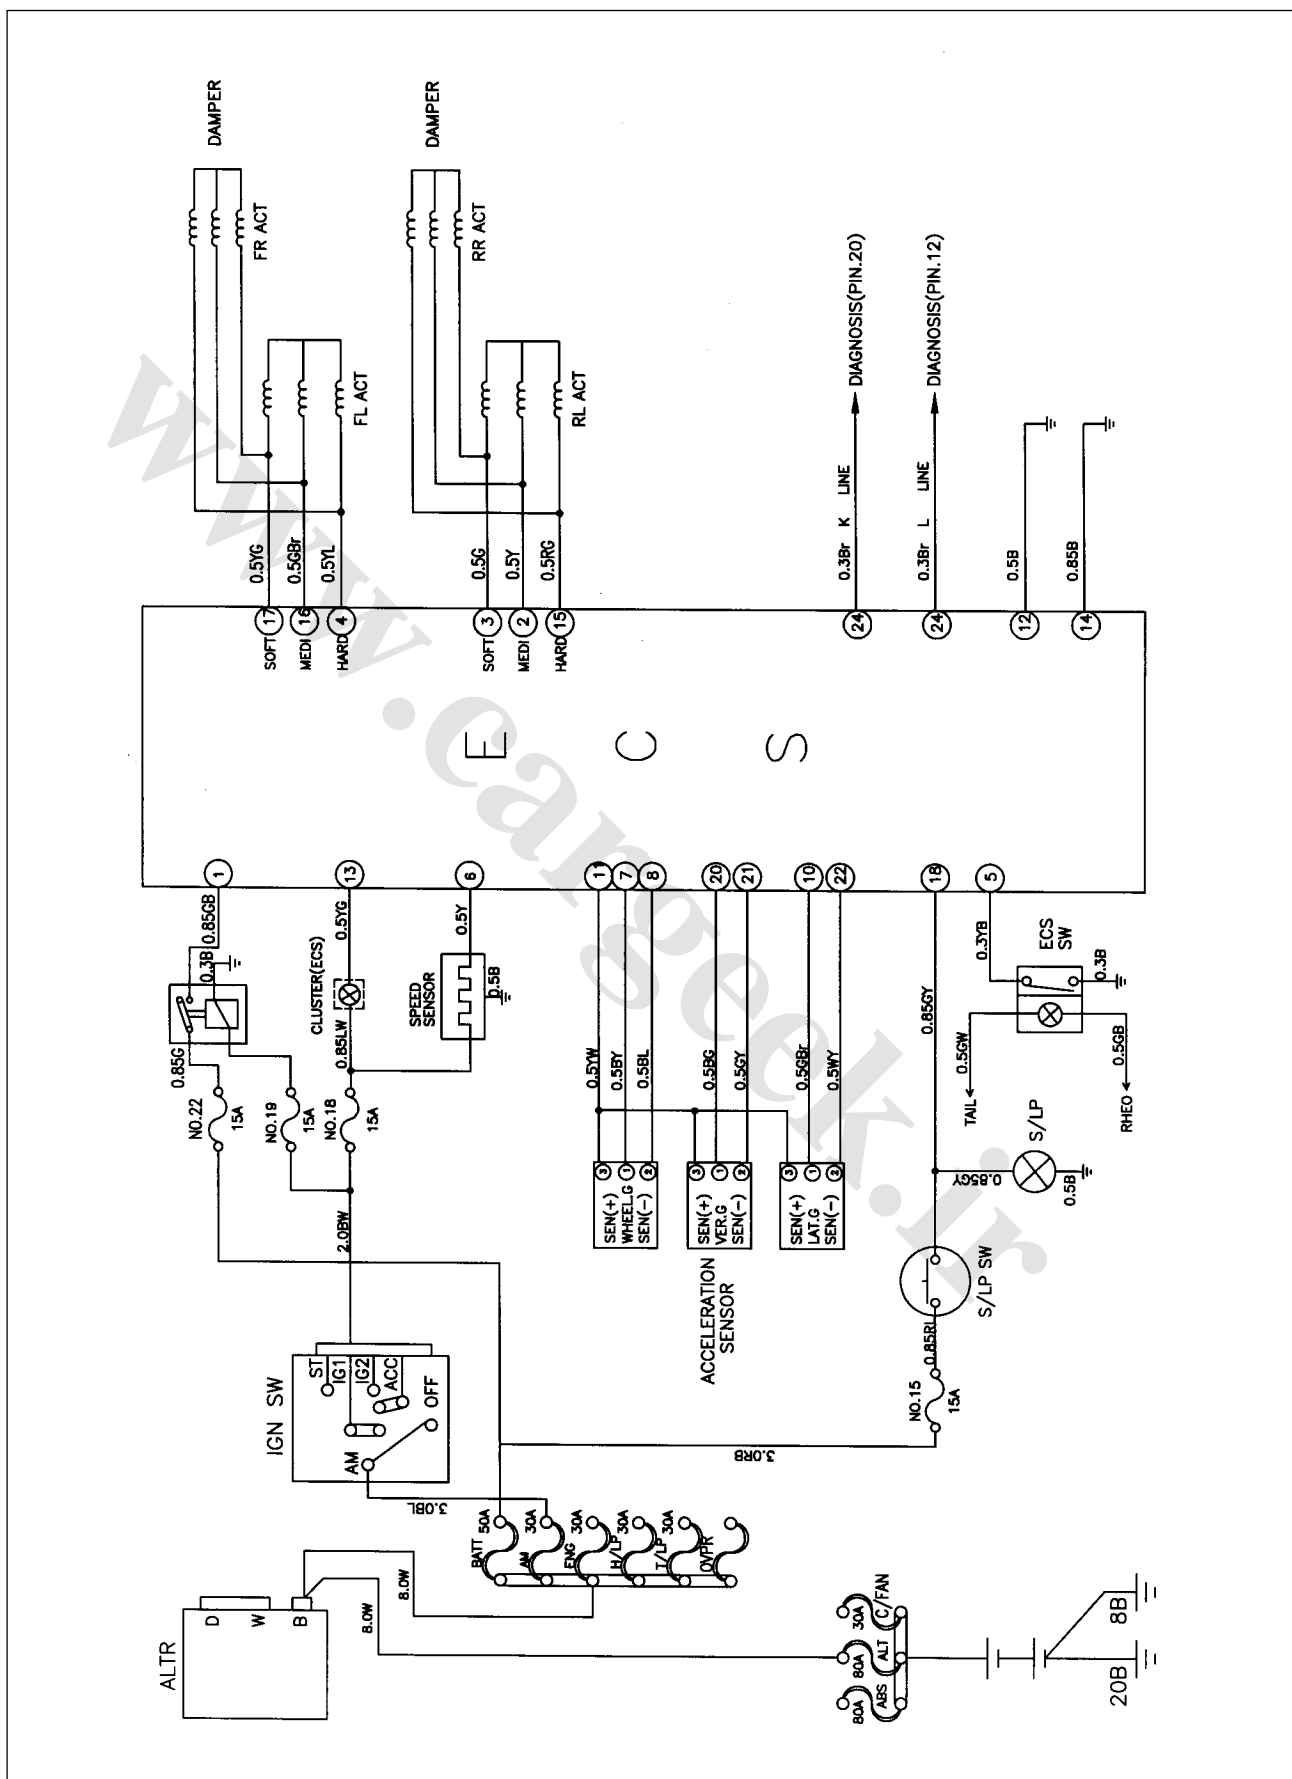 ALTR
D
W
B
8.0W
8.0W
BATT
50A
AM
30A
ENG
30A
H/LP
30A
T/LP
30A
OVPR
80A
ABS
80A
ALT
30A
C/FAN
20B
8B
IGN SW
AM
ST
IG1
IG2
ACC
OFF
3.0BL
3.0RB
2.0BW
NO.22
15A
NO.19
15A
NO.18
15A
NO.15
15A
0.85G
0.3B
0.85GB
CLUSTER(ECS)
0.85LW
0.5YG
SPEED
SENSOR
0.5B
0.5Y
ACCELERATION
SENSOR
SEN(+)
WHEEL.G
SEN(-)
3
1
2
SEN(+)
VER.G
SEN(-)
3
1
2
SEN(+)
LAT.G
SEN(-)
3
1
2
0.5YW
0.5BY
0.5BL
0.5BG
0.5GY
0.5GBr
0.5WY
0.85RL
S/LP SW
0.85GY
0.85GY
S/LP
0.5B
TAIL
0.5GW
RHEO
0.5GB
ECS
SW
0.3YB
0.3B
1
13
6
11
7
8
20
21
10
22
18
5
E C S
SOFT 17
MEDI 16
HARD 4
SOFT 3
MEDI 2
HARD 15
24
24
12
14
0.5YG
0.5GBr
0.5YL
0.5G
0.5Y
0.5RG
0.3Br K LINE
0.3Br L LINE
0.5B
0.85B
FL ACT
FR ACT
DAMPER
RL ACT
RR ACT
DAMPER
DIAGNOSIS(PIN.20)
DIAGNOSIS(PIN.12)
www.cargeek.ir